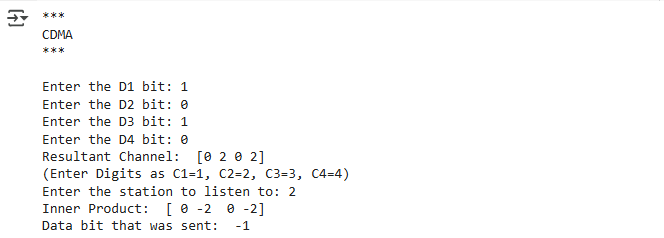 ***
CDMA
***
Enter the D1 bit: 1
Enter the D2 bit: 0
Enter the D3 bit: 1
Enter the D4 bit: 0
Resultant Channel:  [0 2 0 2]
(Enter Digits as C1=1, C2=2, C3=3, C4=4)
Enter the station to listen to: 2
Inner Product:  [ 0 -2  0 -2]
Data bit that was sent:  -1